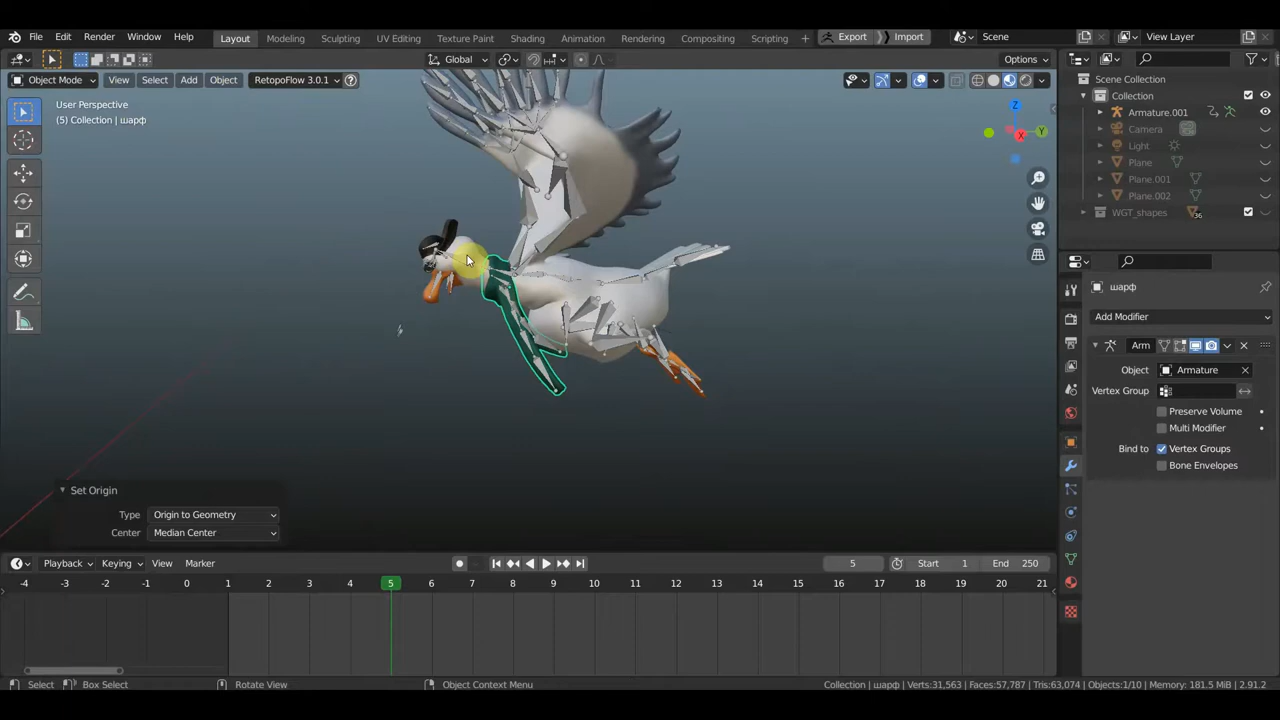 File Edit Render Window Help Layout Modeling Sculpting UV Editing Texture Paint Shading Animation Rendering Compositing Scripting + Export Import Scene View Layer
Global Options
Object Mode View Select Add Object RetopoFlow 3.0.1
User Perspective
(5) Collection | шарф
Z
Y
X
Scene Collection
Collection
Armature.001
Camera
Light
Plane
Plane.001
Plane.002
WGT_shapes 36
шарф
Add Modifier
Arm
Object Armature
Vertex Group
Preserve Volume
Multi Modifier
Bind to Vertex Groups
Bone Envelopes
Set Origin
Type Origin to Geometry
Center Median Center
Playback Keying View Marker 5 Start 1 End 250
-4 -3 -2 -1 1 2 3 4 5 6 7 8 9 10 11 12 13 14 15 16 17 18 19 20 21
Select Box Select Rotate View Object Context Menu Collection | шарф | Verts:31,563 | Faces:57,787 | Tris:63,074 | Objects:1/10 | Memory: 181.5 MiB | 2.91.2